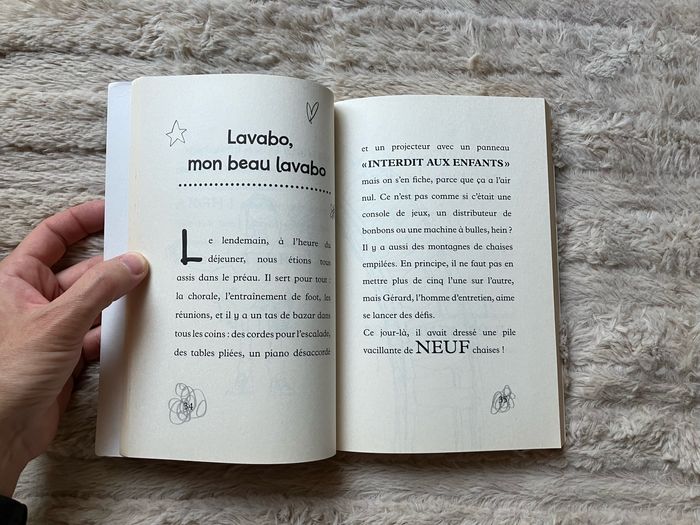 Lavabo,
mon beau lavabo
Le lendemain, à l'heure du
déjeuner, nous étions tous
assis dans le préau. Il sert pour tout :
la chorale, l'entraînement de foot, les
réunions, et il y a un tas de bazar dans
tous les coins : des cordes pour l'escalade,
des tables pliées, un piano désaccordé
34
et un projecteur avec un panneau
« INTERDIT AUX ENFANTS »
mais on s'en fiche, parce que ça a l'air
nul. Ce n'est pas comme si c'était une
console de jeux, un distributeur de
bonbons ou une machine à bulles, hein ?
Il y a aussi des montagnes de chaises
empilées. En principe, il ne faut pas en
mettre plus de cinq l'une sur l'autre,
mais Gérard, l'homme d'entretien, aime
se lancer des défis.
Ce jour-là, il avait dressé une pile
vacillante de NEUF chaises !
35